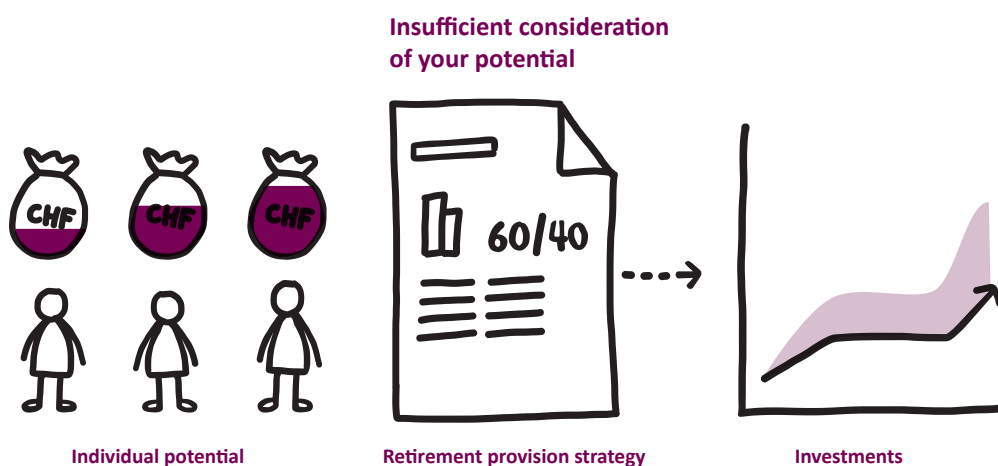 Insufficient consideration
of your potential
CHF
CHF
CHF
60/40
Individual potential
Retirement provision strategy
Investments